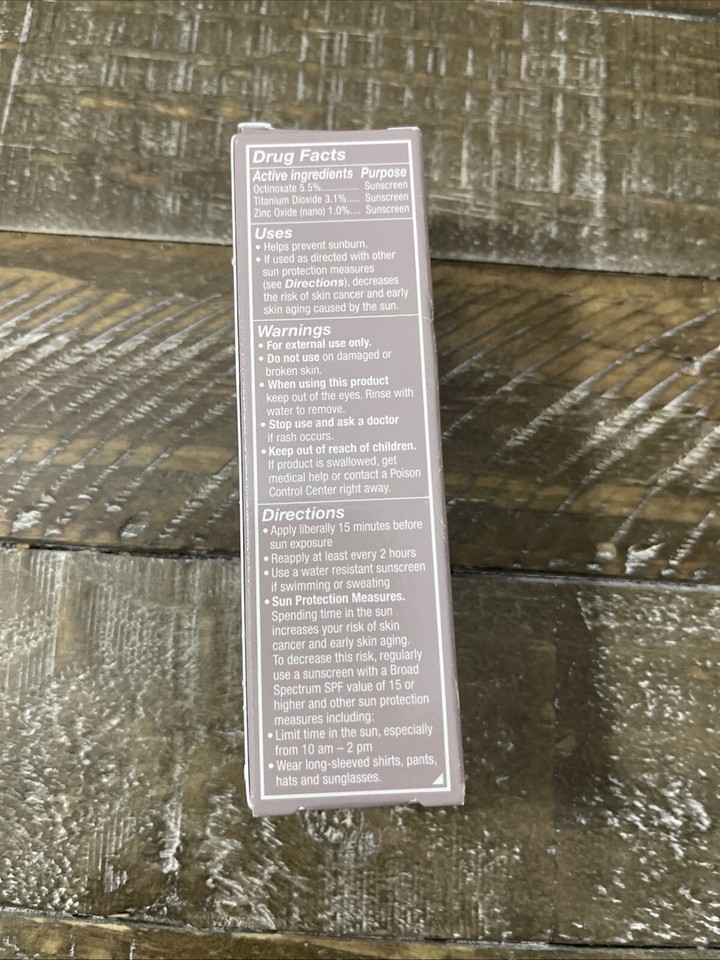 Drug Facts
Active ingredients Purpose
Octinoxate 5.5%............. Sunscreen
Titanium Dioxide 3.1%..... Sunscreen
Zinc Oxide (nano) 1.0%.... Sunscreen
Uses
• Helps prevent sunburn.
• If used as directed with other
sun protection measures
(see Directions), decreases
the risk of skin cancer and early
skin aging caused by the sun.
Warnings
• For external use only.
• Do not use on damaged or
broken skin.
• When using this product
keep out of the eyes. Rinse with
water to remove.
• Stop use and ask a doctor
if rash occurs.
• Keep out of reach of children.
If product is swallowed, get
medical help or contact a Poison
Control Center right away.
Directions
• Apply liberally 15 minutes before
sun exposure
• Reapply at least every 2 hours
• Use a water resistant sunscreen
if swimming or sweating
• Sun Protection Measures.
Spending time in the sun
increases your risk of skin
cancer and early skin aging.
To decrease this risk, regularly
use a sunscreen with a Broad
Spectrum SPF value of 15 or
higher and other sun protection
measures including:
• Limit time in the sun, especially
from 10 am – 2 pm
• Wear long-sleeved shirts, pants,
hats and sunglasses.